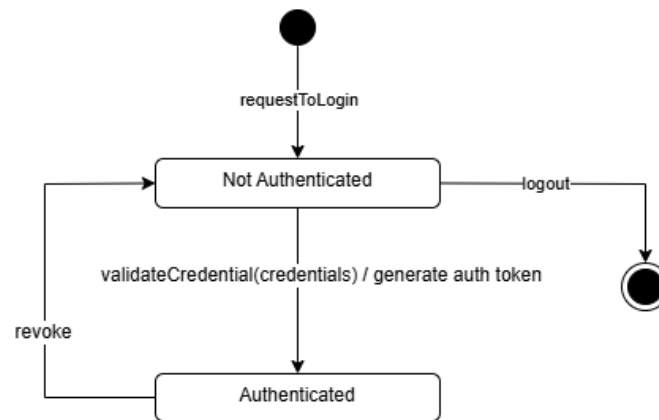 requestToLogin
Not Authenticated
logout
validateCredential(credentials) / generate auth token
revoke
Authenticated